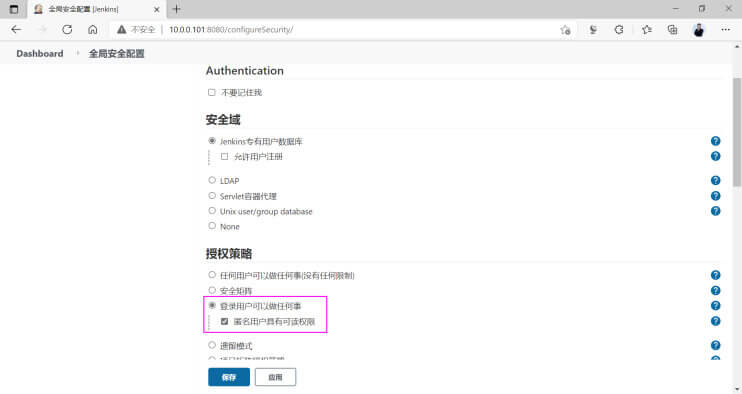 全局安全配置 [Jenkins]
不安全 | 10.0.0.101:8080/configureSecurity/
Dashboard 全局安全配置
Authentication
不要记住我
安全域
Jenkins专有用户数据库
允许用户注册
LDAP
Servlet容器代理
Unix user/group database
None
授权策略
任何用户可以做任何事(没有任何限制)
安全矩阵
登录用户可以做任何事
匿名用户具有可读权限
遗留模式
保存 应用